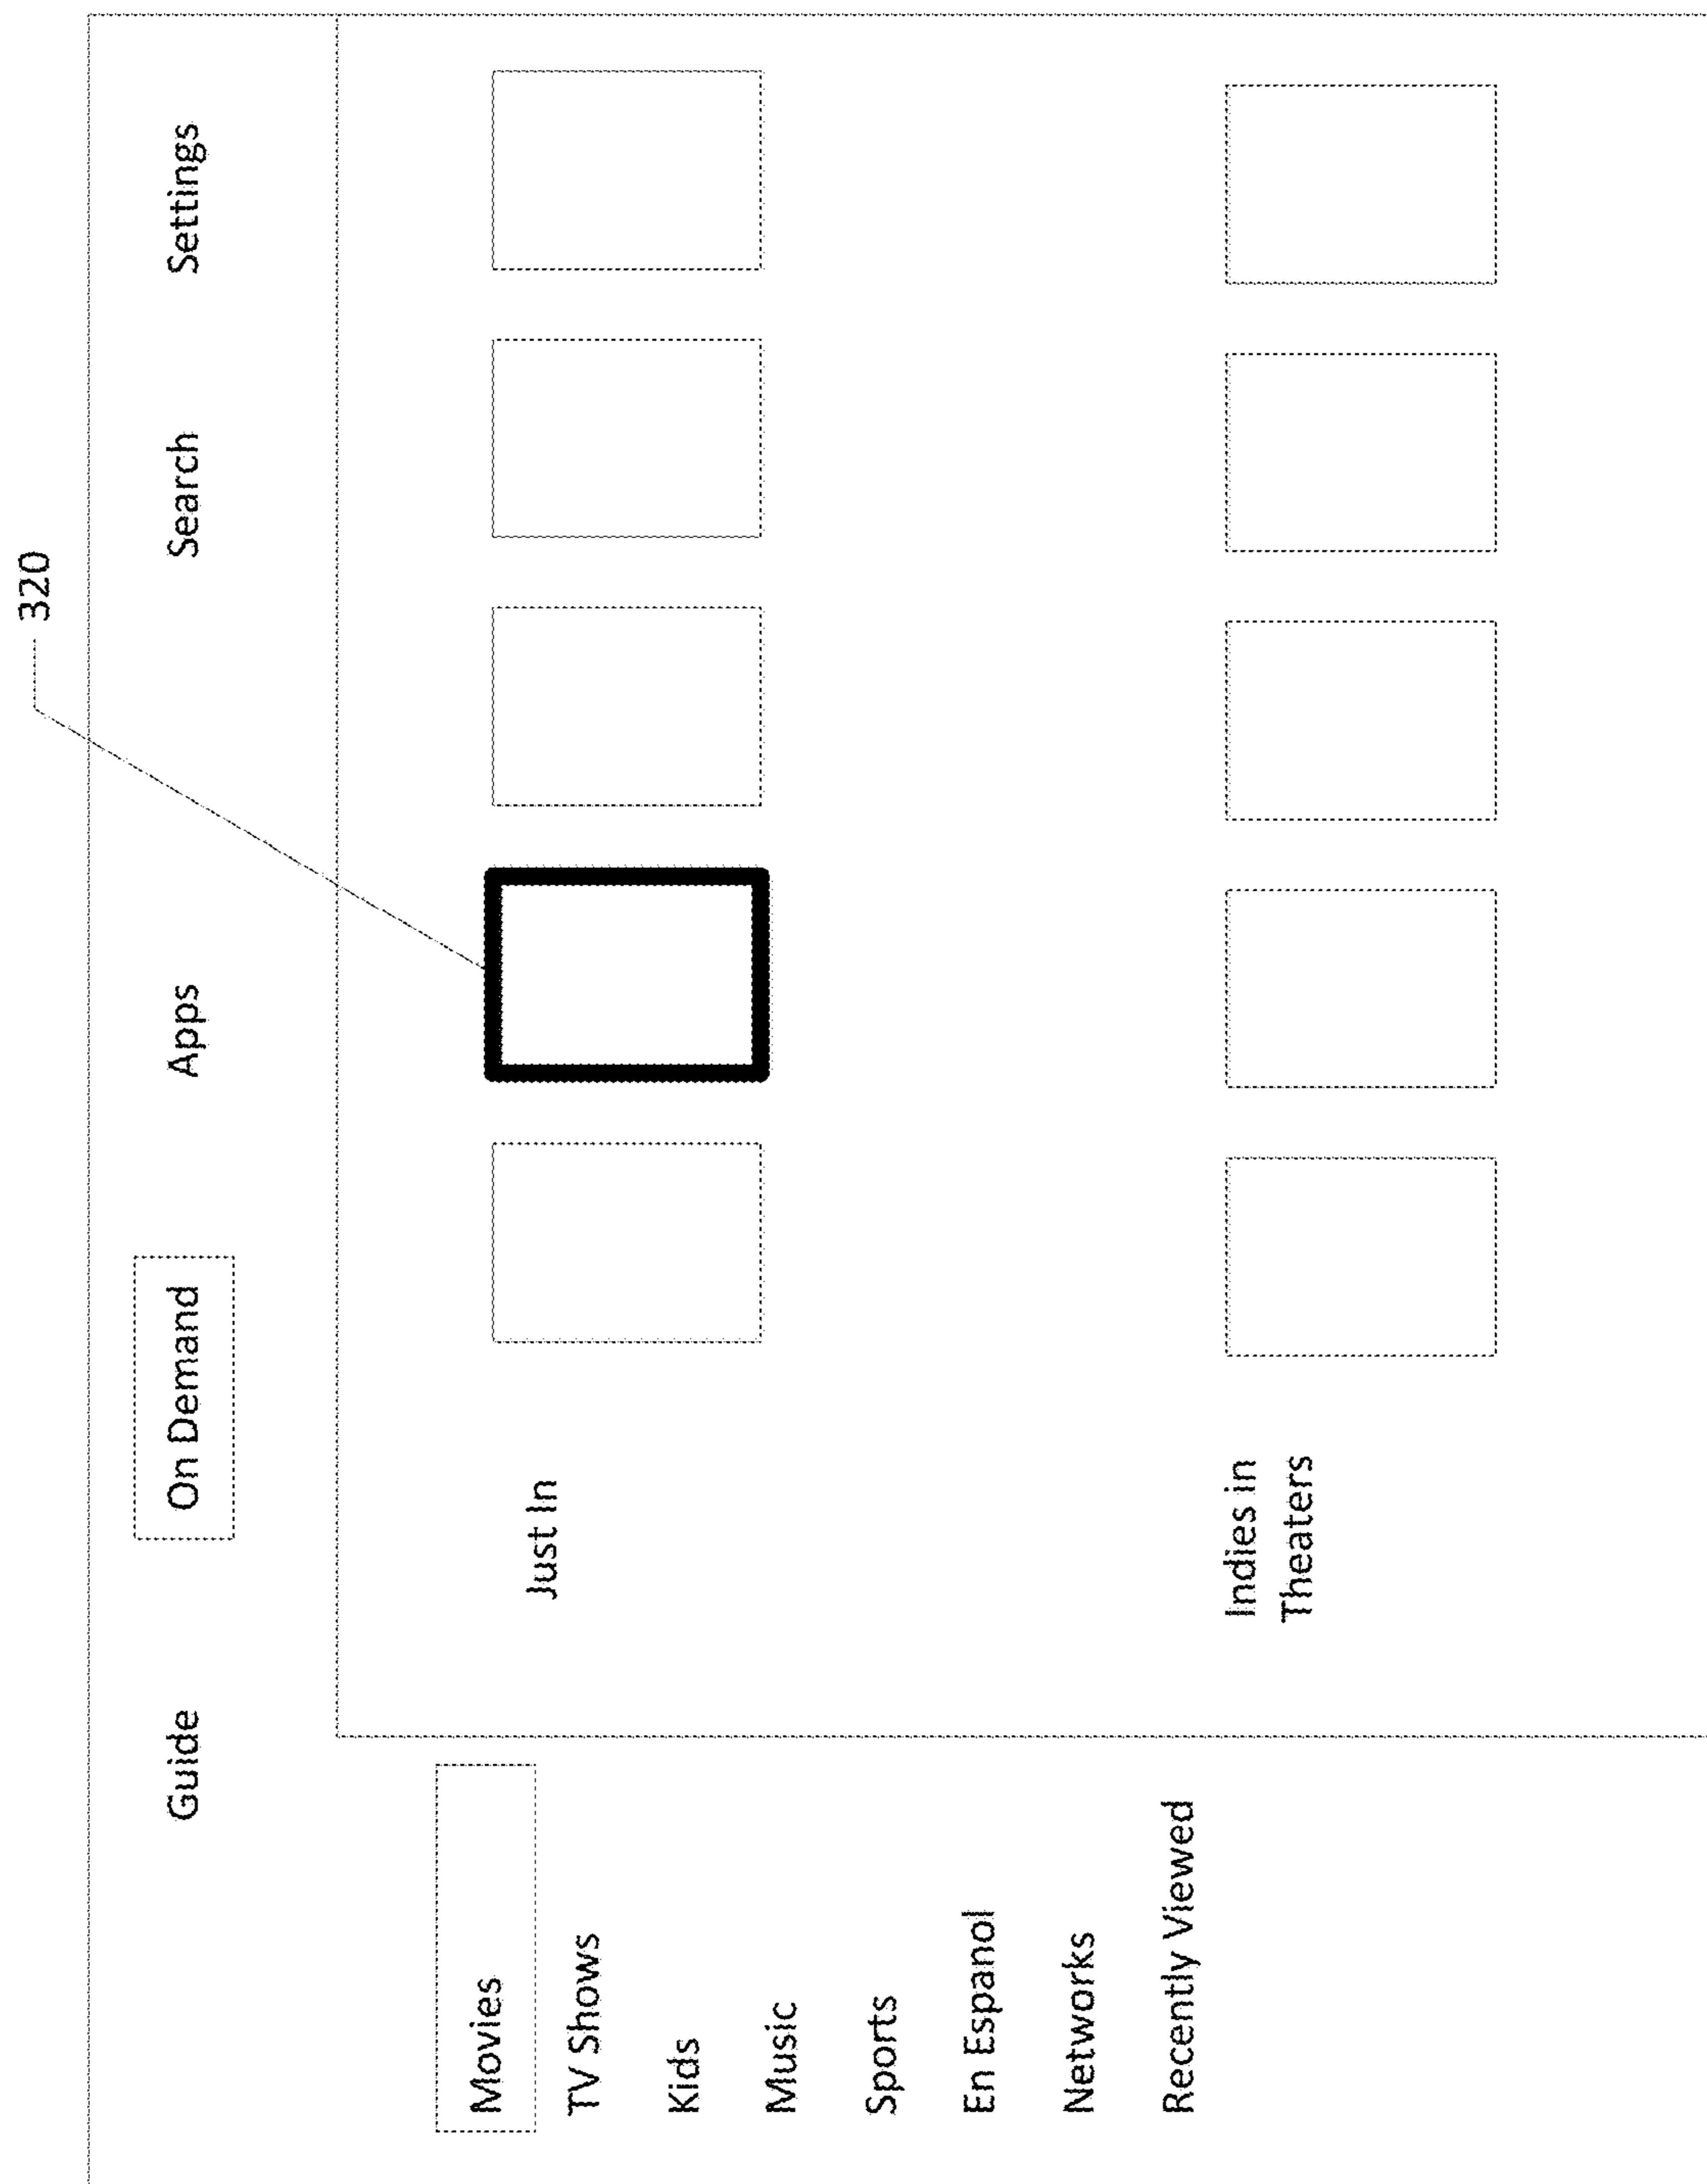 320
Guide
On Demand
Apps
Search
Settings
Movies
TV Shows
Kids
Music
Sports
En Espanol
Networks
Recently Viewed
Just In
Indies in
Theaters